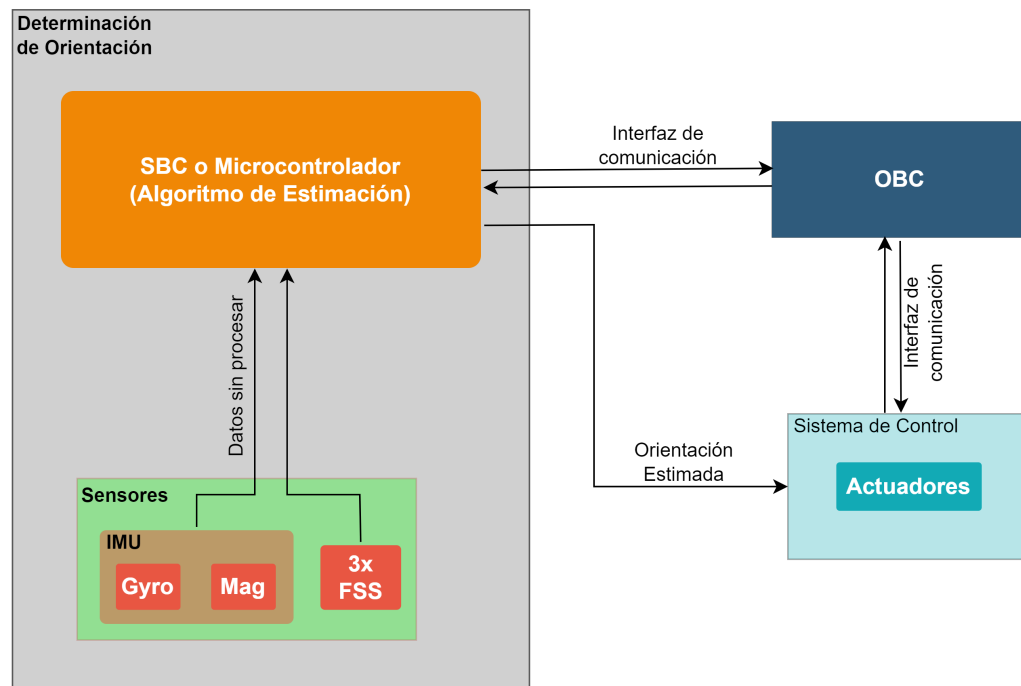 Determinación
de Orientación
SBC o Microcontrolador
(Algoritmo de Estimación)
Interfaz de
comunicación
OBC
Datos sin procesar
Interfaz de
comunicación
Sistema de Control
Actuadores
Orientación
Estimada
Sensores
IMU
Gyro
Mag
3x
FSS